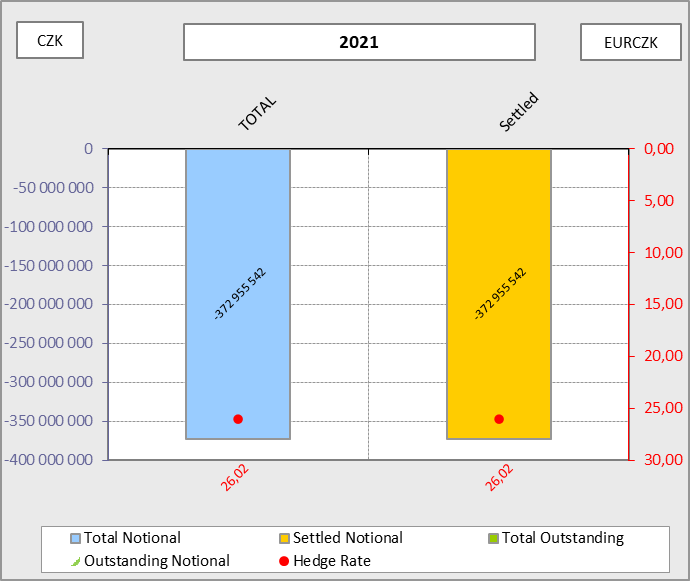 CZK
2021
EURCZK
TOTAL
Settled
0
-50 000 000
-100 000 000
-150 000 000
-200 000 000
-250 000 000
-300 000 000
-350 000 000
-400 000 000
-372 955 542
-372 955 542
0,00
5,00
10,00
15,00
20,00
25,00
30,00
26,02
26,02
Total Notional
Settled Notional
Total Outstanding
Outstanding Notional
Hedge Rate